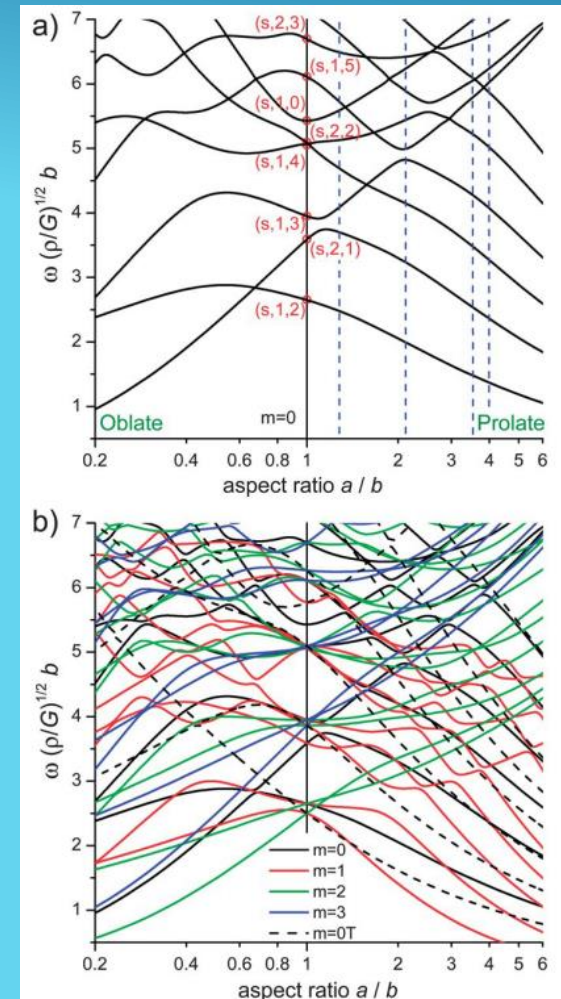 a)
7
6
5
4
3
2
1
ω (ρ/G)^1/2 b
(s,2,3)
(s,1,5)
(s,1,0)
(s,2,2)
(s,1,4)
(s,1,3)
(s,2,1)
(s,1,2)
m=0
Oblate
Prolate
0.2 0.4 0.6 0.8 1 2 3 4 5 6
aspect ratio a / b
b)
7
6
5
4
3
2
1
ω (ρ/G)^1/2 b
m=0
m=1
m=2
m=3
m=0T
0.2 0.4 0.6 0.8 1 2 3 4 5 6
aspect ratio a / b